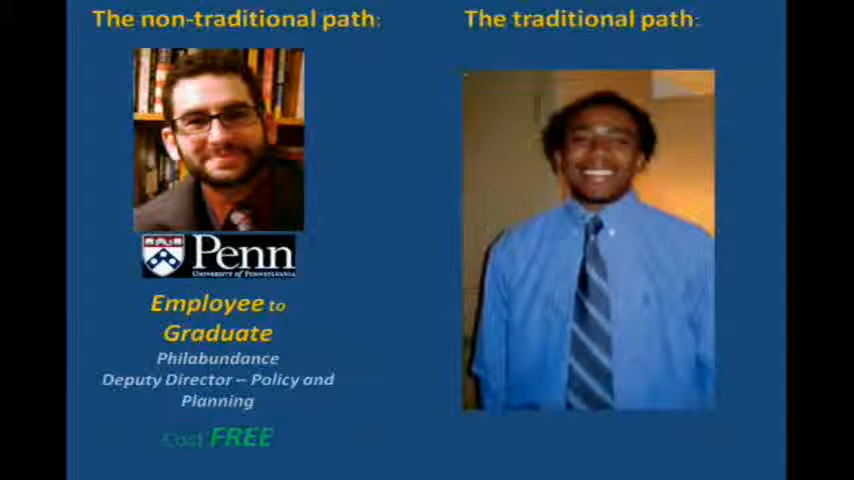 The non-traditional path:
The traditional path:
Penn
University of Pennsylvania
Employee to
Graduate
Philabundance
Deputy Director – Policy and
Planning
Cost FREE